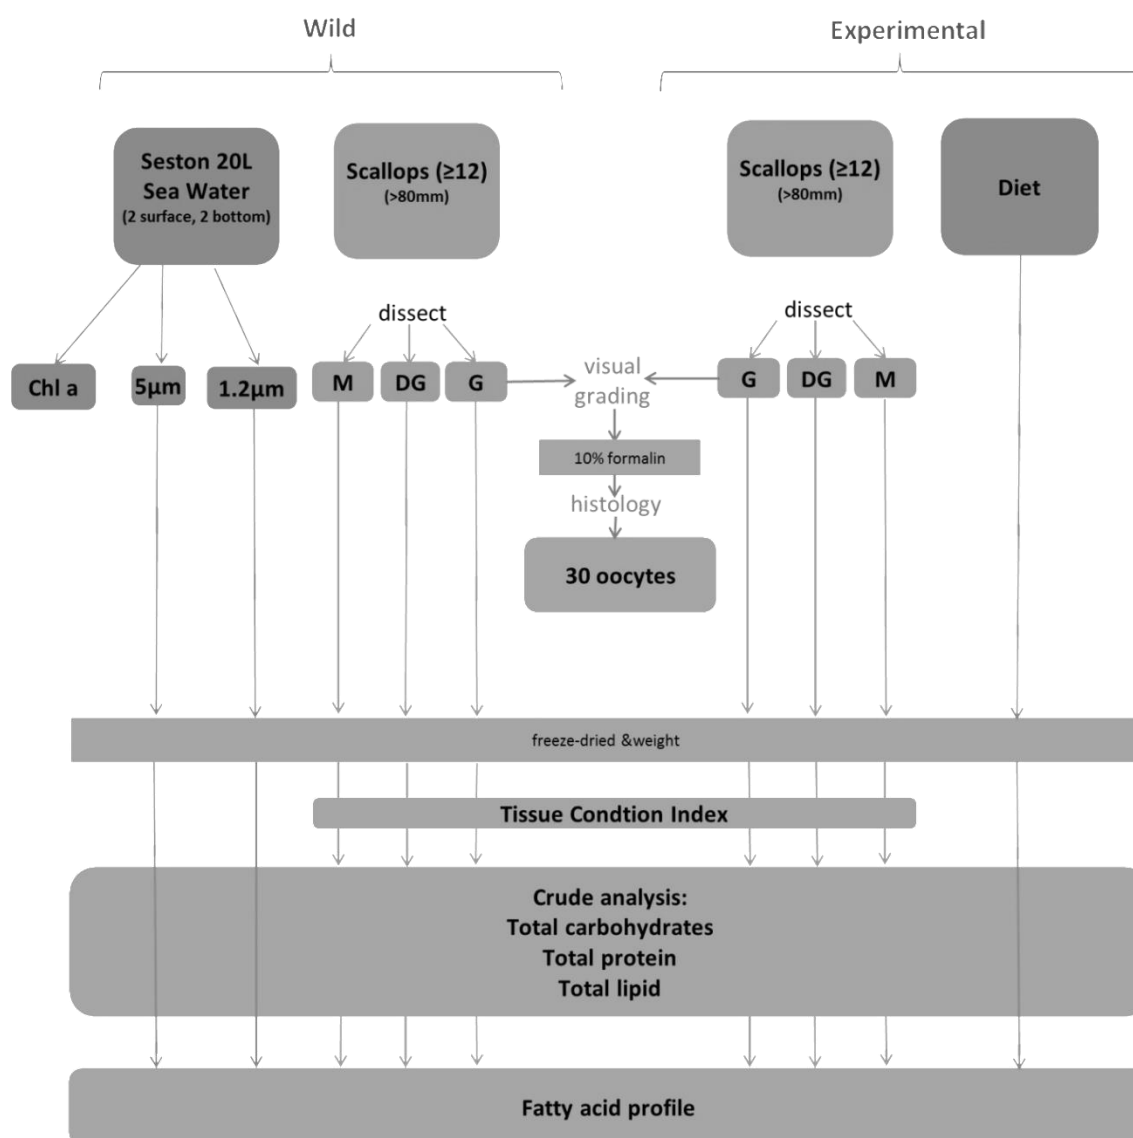 Wild
Experimental
Seston 20L
Sea Water
(2 surface, 2 bottom)
Scallops (≥12)
(>80mm)
Scallops (≥12)
(>80mm)
Diet
dissect
dissect
Chl a
5µm
1.2µm
M
DG
G
visual
grading
G
DG
M
10% formalin
histology
30 oocytes
freeze-dried &weight
Tissue Condtion Index
Crude analysis:
Total carbohydrates
Total protein
Total lipid
Fatty acid profile